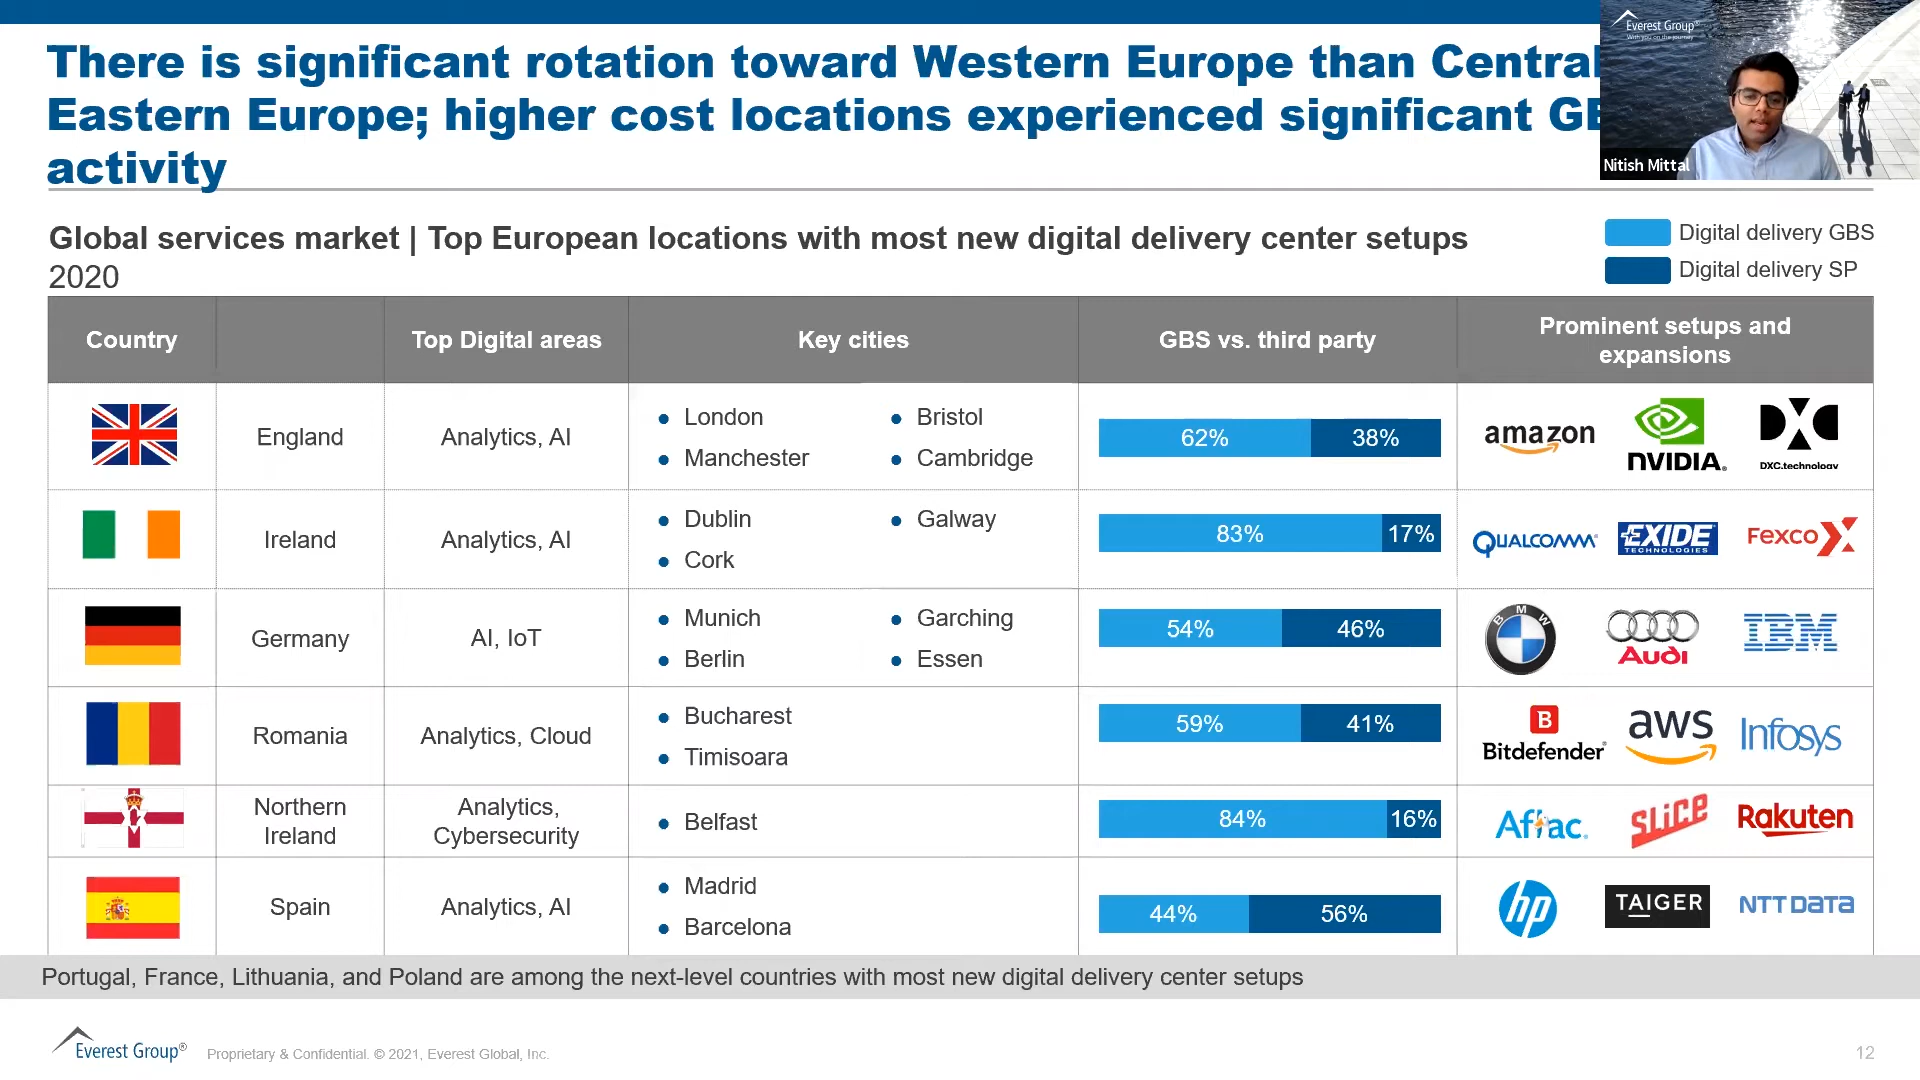 There is significant rotation toward Western Europe than Central
Eastern Europe; higher cost locations experienced significant GB
activity
Everest Group®
With you on the journey
Nitish Mittal
Global services market | Top European locations with most new digital delivery center setups
2020
Digital delivery GBS
Digital delivery SP
Country
Top Digital areas
Key cities
GBS vs. third party
Prominent setups and
expansions
England
Analytics, AI
London
Bristol
Manchester
Cambridge
62%
38%
amazon
NVIDIA®
DXC.technology
Ireland
Analytics, AI
Dublin
Galway
Cork
83%
17%
QUALCOMM®
EXIDE
TECHNOLOGIES
FEXCO
Germany
AI, IoT
Munich
Garching
Berlin
Essen
54%
46%
BMW
Audi
IBM
Romania
Analytics, Cloud
Bucharest
Timisoara
59%
41%
B
Bitdefender®
aws
Infosys
Northern
Ireland
Analytics,
Cybersecurity
Belfast
84%
16%
Aflac®
SLICE
Rakuten
Spain
Analytics, AI
Madrid
Barcelona
44%
56%
hp
TAIGER
NTT DATA
Portugal, France, Lithuania, and Poland are among the next-level countries with most new digital delivery center setups
Everest Group®
Proprietary & Confidential. © 2021, Everest Global, Inc.
12